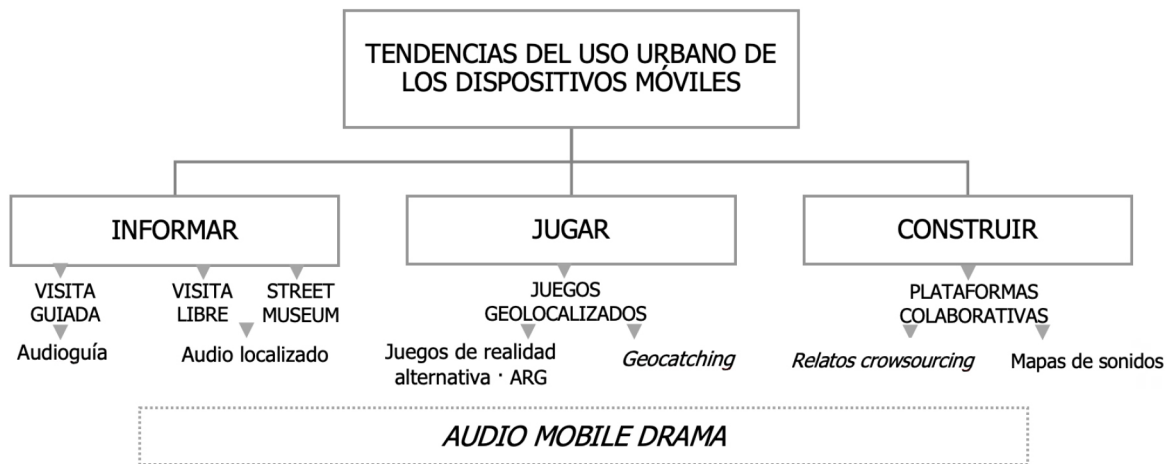 TENDENCIAS DEL USO URBANO DE
LOS DISPOSITIVOS MÓVILES
INFORMAR
JUGAR
CONSTRUIR
VISITA
GUIADA
VISITA
LIBRE
STREET
MUSEUM
JUEGOS
GEOLOCALIZADOS
PLATAFORMAS
COLABORATIVAS
Audioguía
Audio localizado
Juegos de realidad
alternativa · ARG
Geocatching
Relatos crowsourcing
Mapas de sonidos
AUDIO MOBILE DRAMA